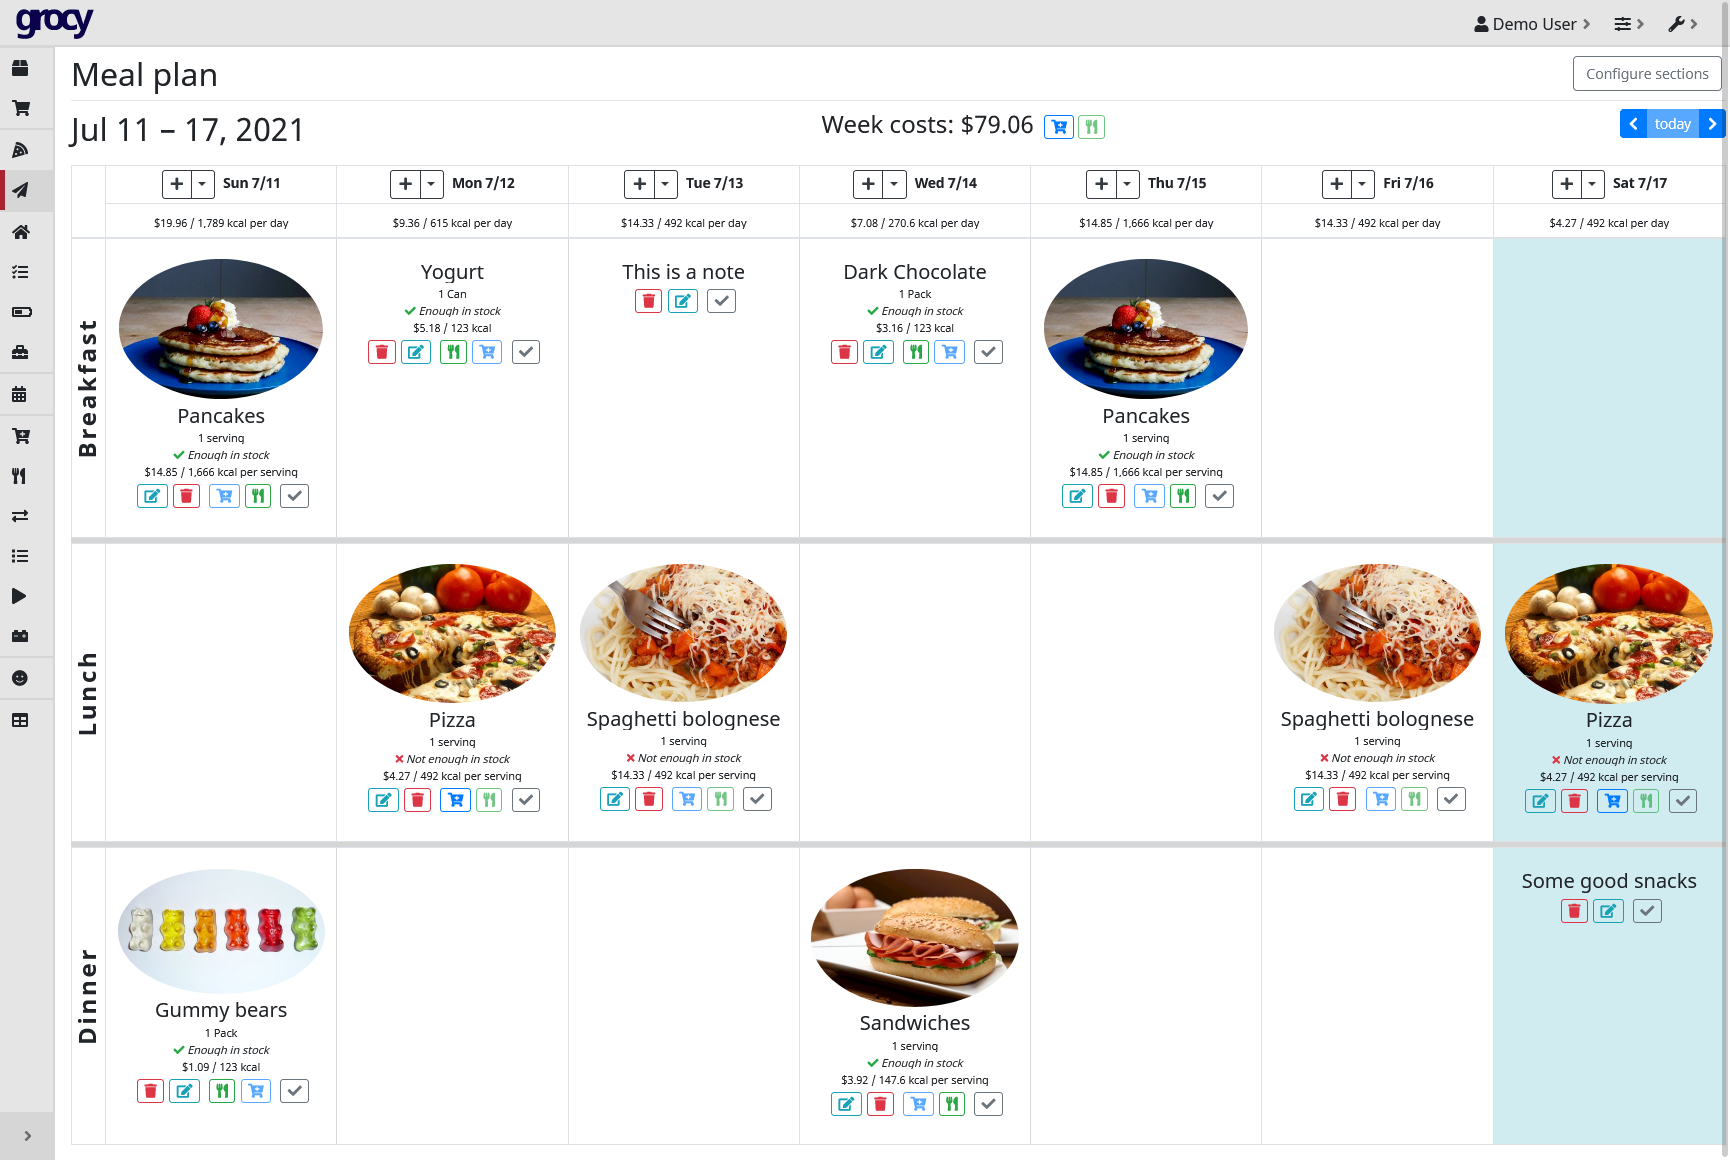 grocy
Demo User
Meal plan
Configure sections
Jul 11 – 17, 2021
Week costs: $79.06
today
Sun 7/11
Mon 7/12
Tue 7/13
Wed 7/14
Thu 7/15
Fri 7/16
Sat 7/17
$19.96 / 1,789 kcal per day
$9.36 / 615 kcal per day
$14.33 / 492 kcal per day
$7.08 / 270.6 kcal per day
$14.85 / 1,666 kcal per day
$14.33 / 492 kcal per day
$4.27 / 492 kcal per day
Breakfast
Pancakes
1 serving
Enough in stock
$14.85 / 1,666 kcal per serving
Yogurt
1 Can
Enough in stock
$5.18 / 123 kcal
This is a note
Dark Chocolate
1 Pack
Enough in stock
$3.16 / 123 kcal
Pancakes
1 serving
Enough in stock
$14.85 / 1,666 kcal per serving
Lunch
Pizza
1 serving
Not enough in stock
$4.27 / 492 kcal per serving
Spaghetti bolognese
1 serving
Not enough in stock
$14.33 / 492 kcal per serving
Spaghetti bolognese
1 serving
Not enough in stock
$14.33 / 492 kcal per serving
Pizza
1 serving
Not enough in stock
$4.27 / 492 kcal per serving
Dinner
Gummy bears
1 Pack
Enough in stock
$1.09 / 123 kcal
Sandwiches
1 serving
Enough in stock
$3.92 / 147.6 kcal per serving
Some good snacks